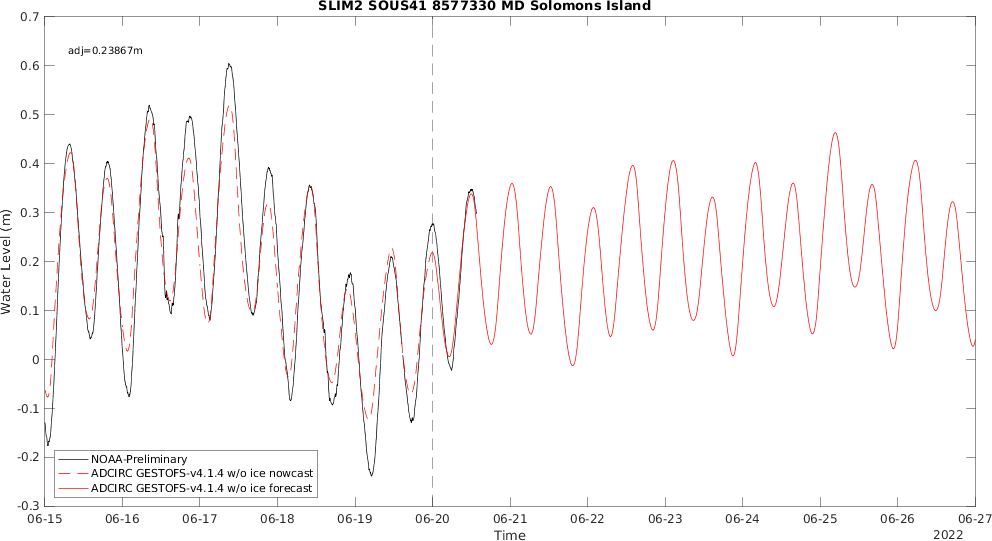 SLIM2 SOUS41 8577330 MD Solomons Island
adj=0.23867m
Water Level (m)
0.7
0.6
0.5
0.4
0.3
0.2
0.1
0
-0.1
-0.2
-0.3
NOAA-Preliminary
ADCIRC GESTOFS-v4.1.4 w/o ice nowcast
ADCIRC GESTOFS-v4.1.4 w/o ice forecast
06-15 06-16 06-17 06-18 06-19 06-20 06-21 06-22 06-23 06-24 06-25 06-26 06-27
Time
2022